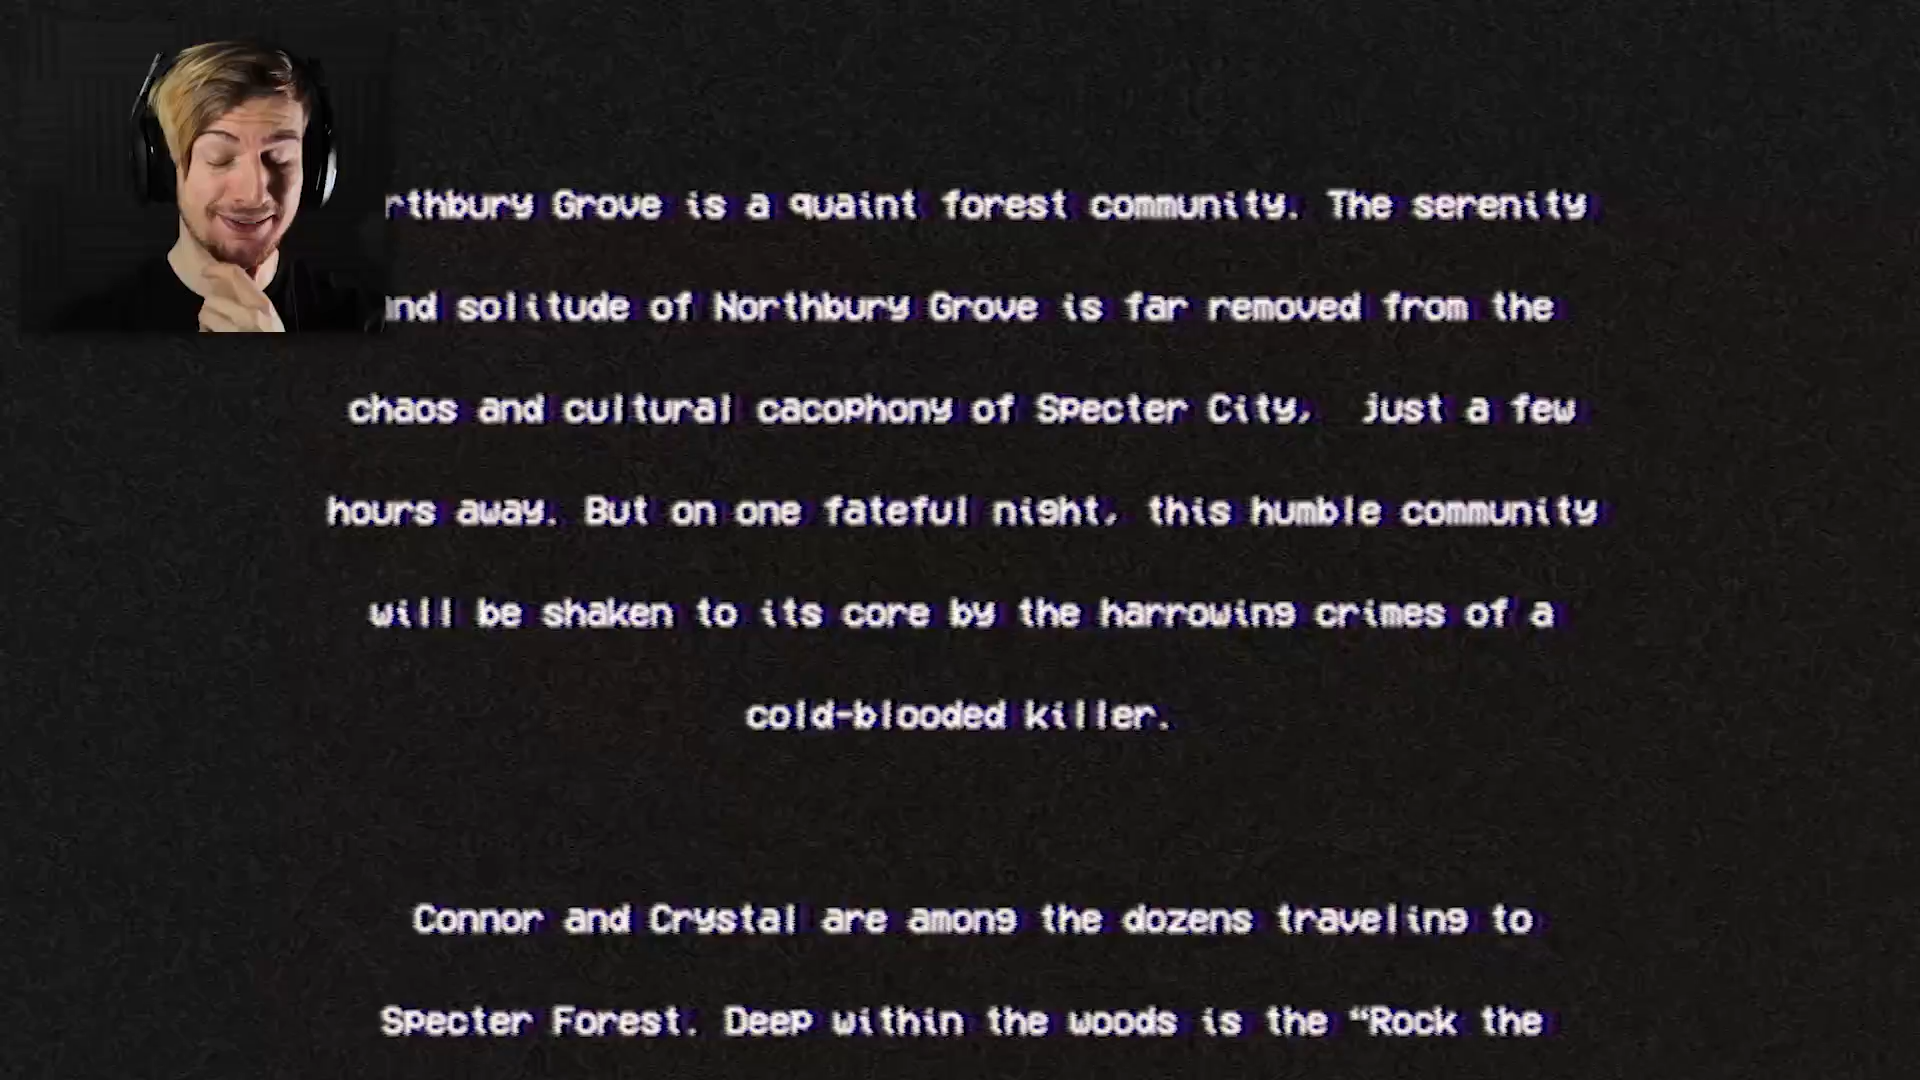 rthbury Grove is a quaint forest community. The serenity
and solitude of Northbury Grove is far removed from the
chaos and cultural cacophony of Specter City, just a few
hours away. But on one fateful night, this humble community
will be shaken to its core by the harrowing crimes of a
cold-blooded killer.
Connor and Crystal are among the dozens traveling to
Specter Forest. Deep within the woods is the “Rock the